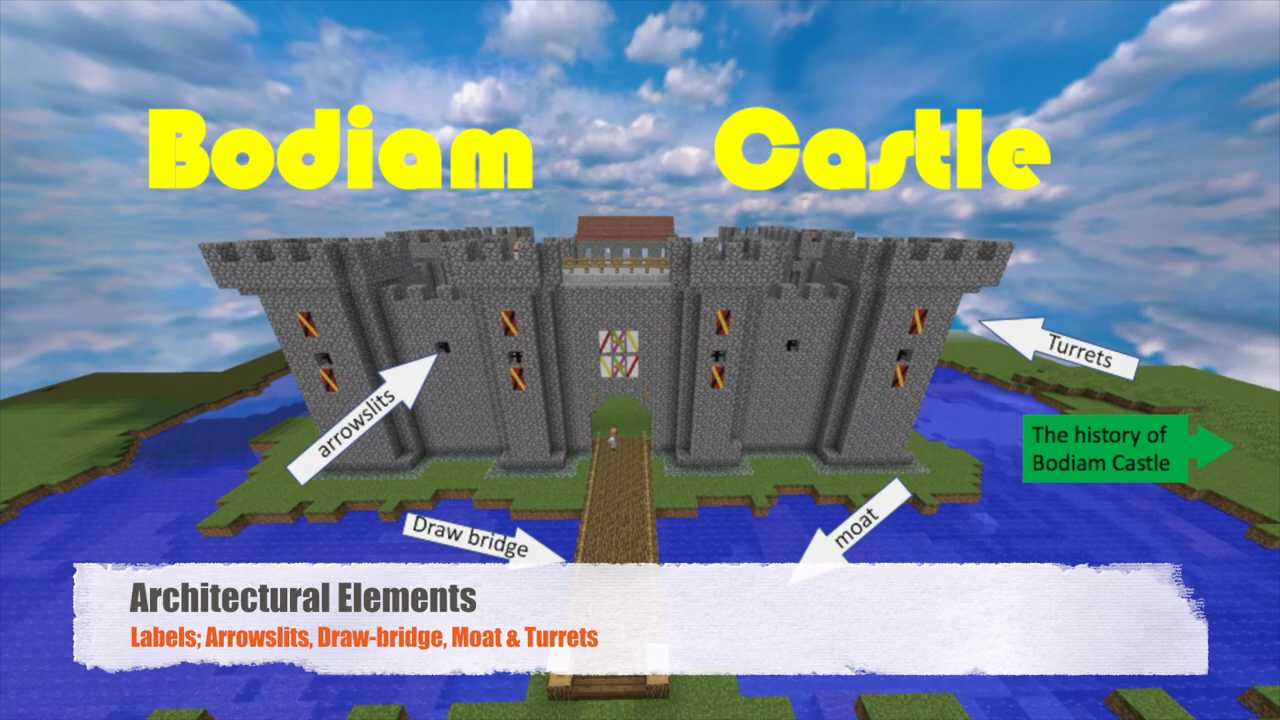 Bodiam Castle
Turrets
arrowslits
The history of
Bodiam Castle
Draw bridge
moat
Architectural Elements
Labels; Arrowslits, Draw-bridge, Moat & Turrets